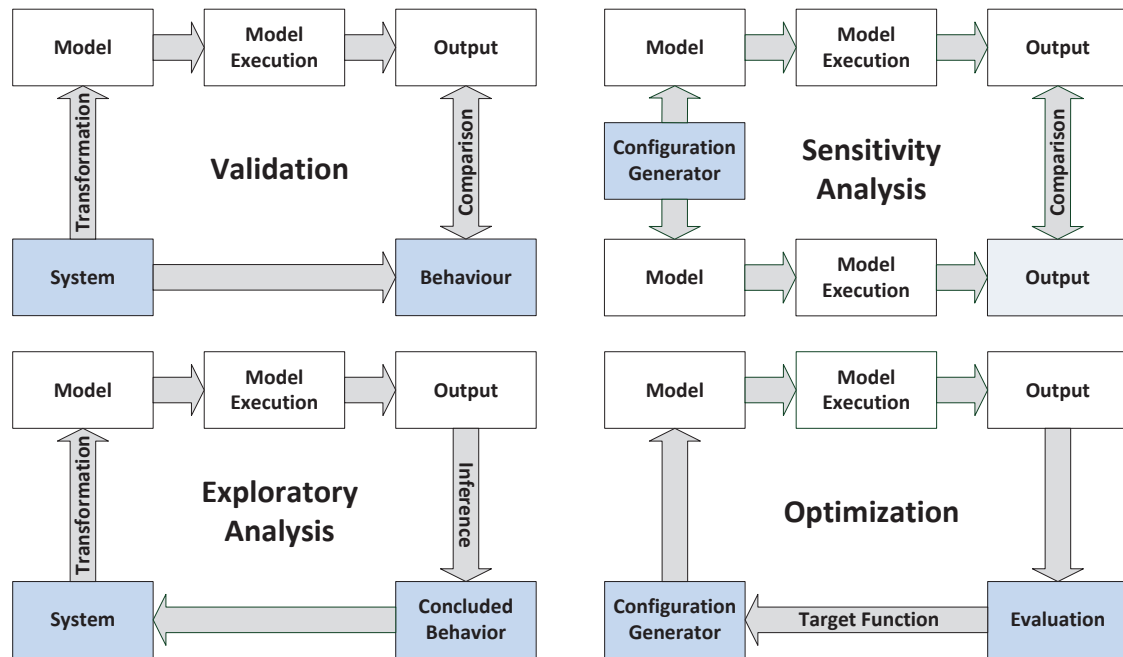 Model
Model
Execution
Output
Transformation
Validation
Comparison
System
Behaviour
Model
Model
Execution
Output
Configuration
Generator
Sensitivity
Analysis
Comparison
Model
Model
Execution
Output
Model
Model
Execution
Output
Transformation
Exploratory
Analysis
Inference
System
Concluded
Behavior
Model
Model
Execution
Output
Optimization
Configuration
Generator
Target Function
Evaluation